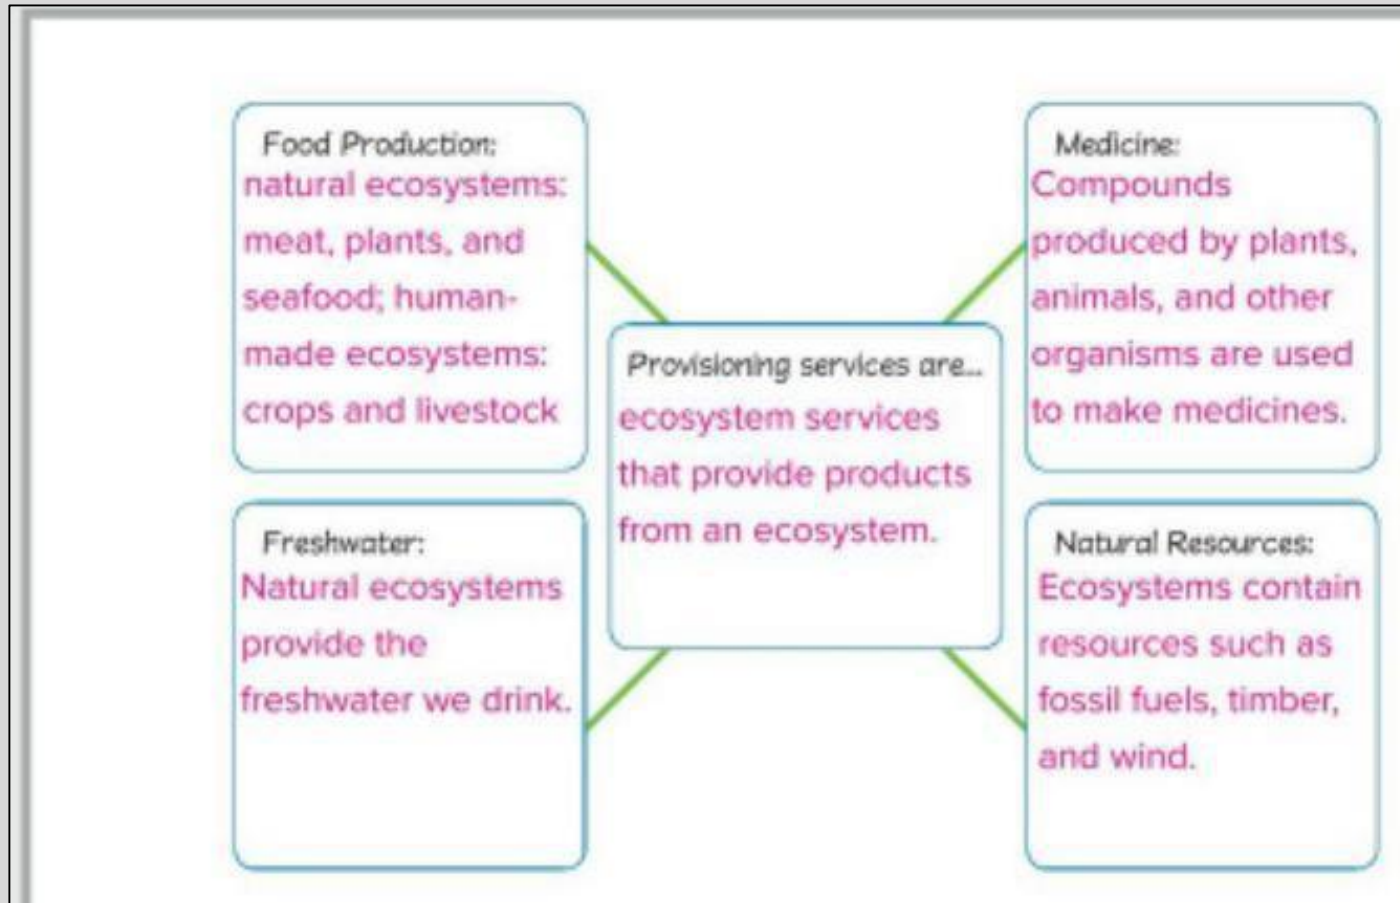 Food Production:
natural ecosystems:
meat, plants, and
seafood; human-
made ecosystems:
crops and livestock
Medicine:
Compounds
produced by plants,
animals, and other
organisms are used
to make medicines.
Provisioning services are...
ecosystem services
that provide products
from an ecosystem.
Freshwater:
Natural ecosystems
provide the
freshwater we drink.
Natural Resources:
Ecosystems contain
resources such as
fossil fuels, timber,
and wind.